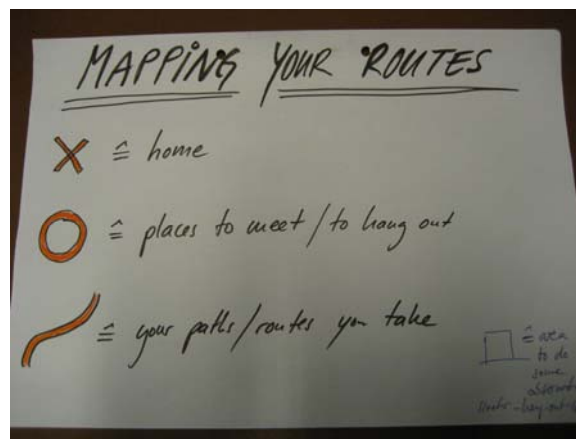 MAPPING YOUR ROUTES
≙ home
≙ places to meet / to hang out
≙ your paths/routes you take
≙ area
to do
some